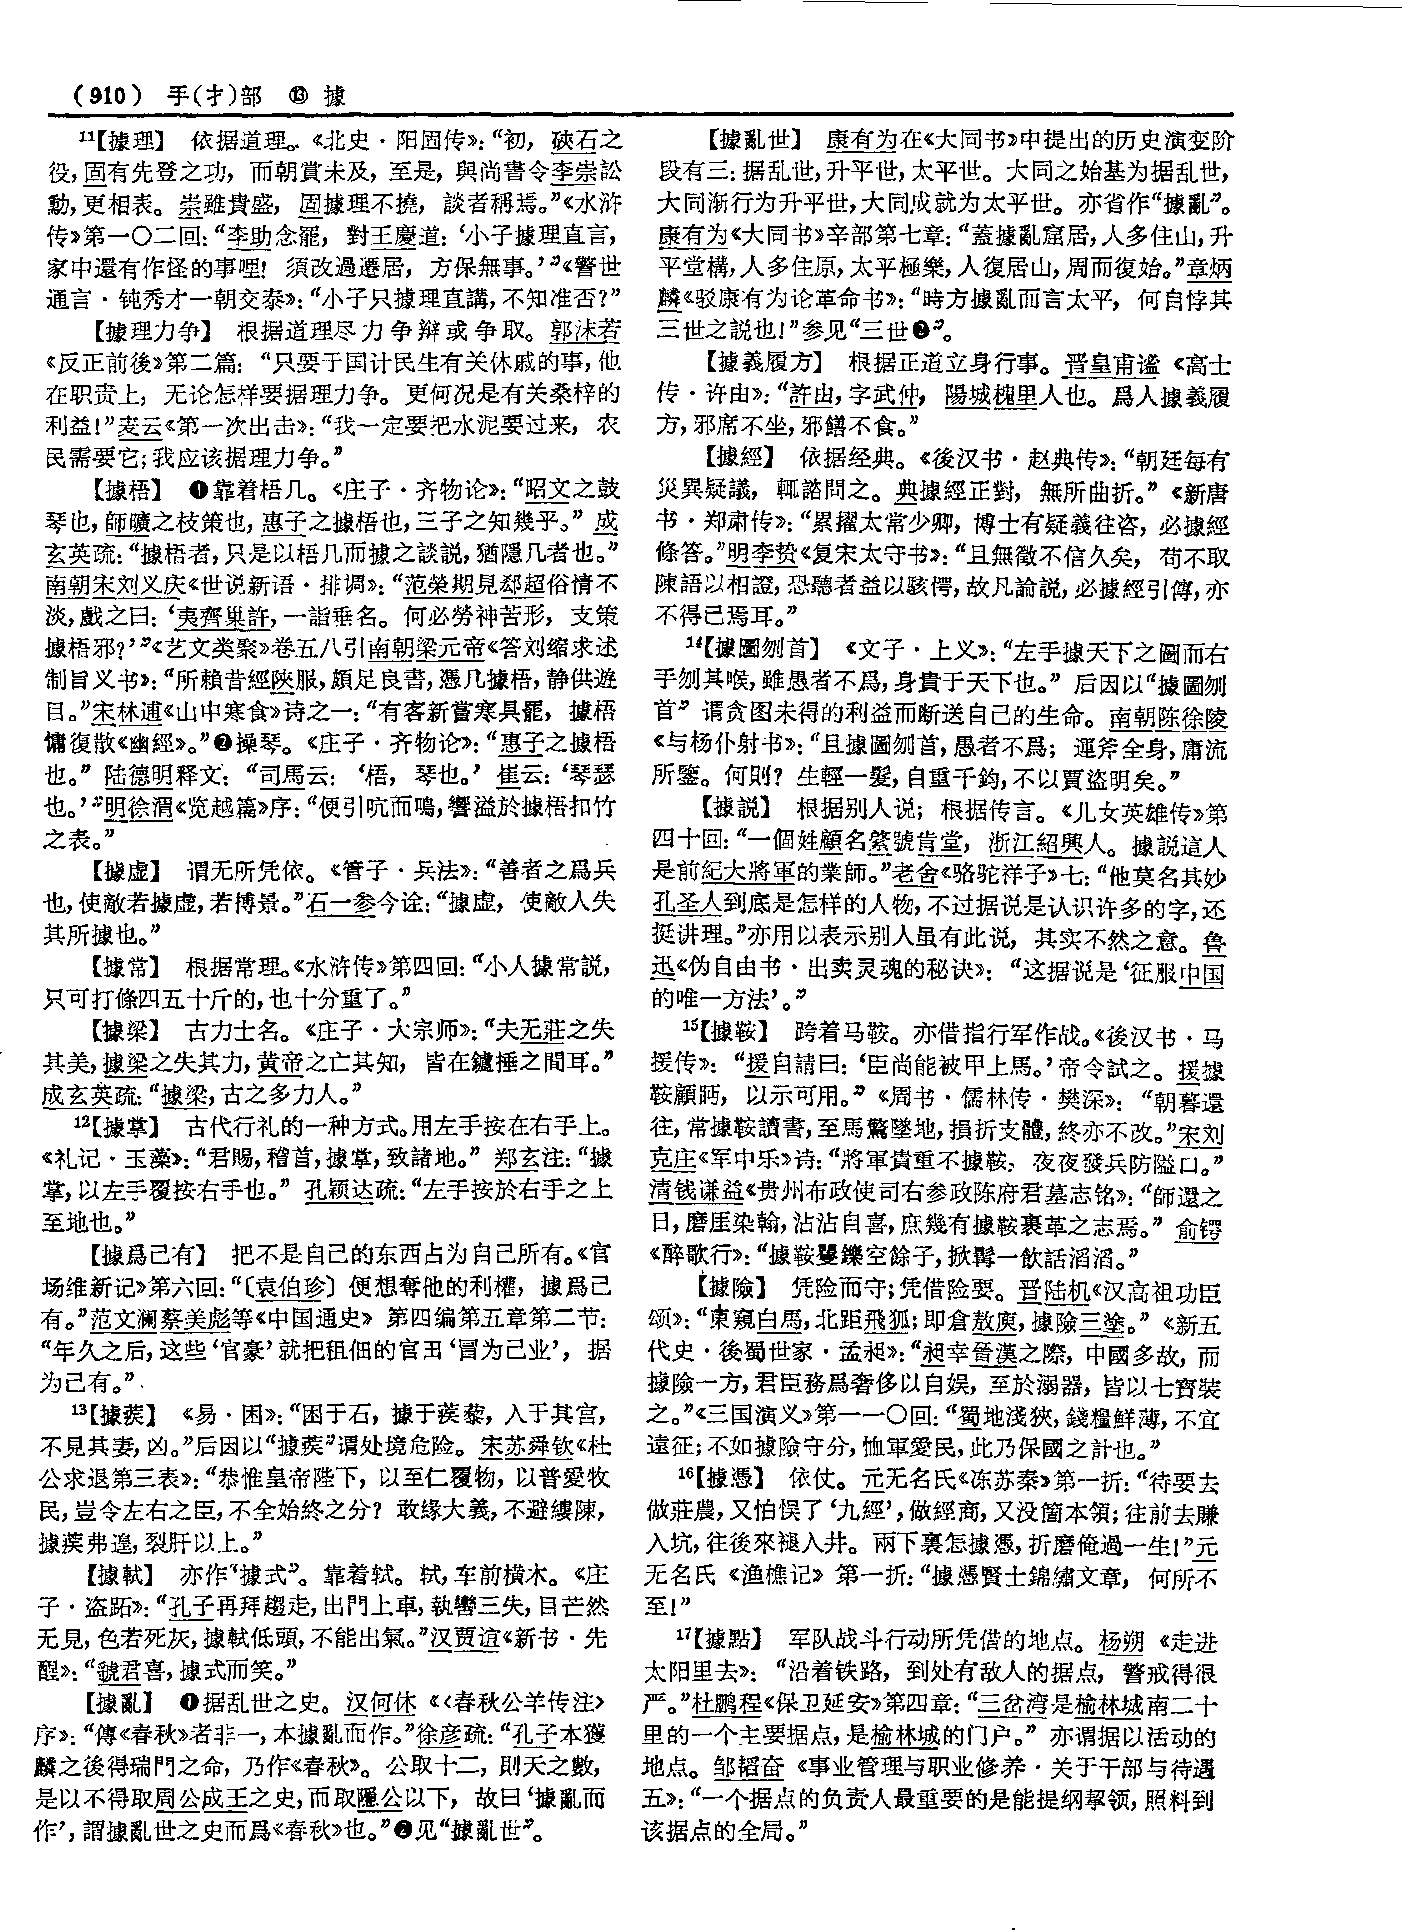 （910） 手(扌)部 ⑬ 據
11【據理】 依据道理。《北史·阳固传》：“初，硤石之
役，固有先登之功，而朝賞未及，至是，與尚書令李崇訟
勳，更相表。崇雖貴盛，固據理不撓，談者稱焉。”《水浒
传》第一〇二回：“李助念罷，對王慶道：‘小子據理直言，
家中還有作怪的事哩！須改過遷居，方保無事。’”《警世
通言·钝秀才一朝交泰》：“小子只據理直講，不知准否？”
【據理力争】 根据道理尽力争辩或争取。郭沫若
《反正前後》第二篇：“只要于国计民生有关休戚的事，他
在职责上，无论怎样要据理力争。更何况是有关桑梓的
利益！”麦云《第一次出击》：“我一定要把水泥要过来，农
民需要它；我应该据理力争。”
【據梧】 ❶靠着梧几。《庄子·齐物论》：“昭文之鼓
琴也，師曠之枝策也，惠子之據梧也，三子之知幾乎。”成
玄英疏：“據梧者，只是以梧几而據之談説，猶隱几者也。”
南朝宋刘义庆《世说新语·排调》：“范榮期見郄超俗情不
淡，戲之曰：‘夷齊巢許，一詣垂名。何必勞神苦形，支策
據梧邪？’”《艺文类聚》卷五八引南朝梁元帝《答刘缩求述
制旨义书》：“所賴昔經陝服，頗足良書，憑几據梧，静供遊
目。”宋林逋《山中寒食》诗之一：“有客新嘗寒具罷，據梧
慵復散《幽經》。”❷操琴。《庄子·齐物论》：“惠子之據梧
也。”陆德明释文：“司馬云：‘梧，琴也。’崔云：‘琴瑟
也。’”明徐渭《览越篇》序：“便引吭而鳴，響溢於據梧扣竹
之表。”
【據虚】 谓无所凭依。《管子·兵法》：“善者之爲兵
也，使敵若據虚，若搏景。”石一参今诠：“據虚，使敵人失
其所據也。”
【據常】 根据常理。《水浒传》第四回：“小人據常説，
只可打條四五十斤的，也十分重了。”
【據梁】 古力士名。《庄子·大宗师》：“夫无莊之失
其美，據梁之失其力，黄帝之亡其知，皆在鑪捶之間耳。”
成玄英疏：“據梁，古之多力人。”
12【據掌】 古代行礼的一种方式。用左手按在右手上。
《礼记·玉藻》：“君賜，稽首，據掌，致諸地。”郑玄注：“據
掌，以左手覆按右手也。”孔颖达疏：“左手按於右手之上
至地也。”
【據爲己有】 把不是自己的东西占为自己所有。《官
场维新记》第六回：“〔袁伯珍〕便想奪他的利權，據爲己
有。”范文澜蔡美彪等《中国通史》第四编第五章第二节：
“年久之后，这些‘官豪’就把租佃的官田‘冒为己业’，据
为己有。”
13【據蒺】 《易·困》：“困于石，據于蒺藜，入于其宫，
不見其妻，凶。”后因以“據蒺”谓处境危险。宋苏舜钦《杜
公求退第三表》：“恭惟皇帝陛下，以至仁覆物，以普愛牧
民，豈令左右之臣，不全始終之分？敢缘大義，不避縷陳，
據蒺弗遑，裂肝以上。”
【據軾】 亦作“據式”。靠着轼。轼，车前横木。《庄
子·盗跖》：“孔子再拜趨走，出門上車，執轡三失，目芒然
无見，色若死灰，據軾低頭，不能出氣。”汉贾谊《新书·先
醒》：“虢君喜，據式而笑。”
【據亂】 ❶据乱世之史。汉何休《〈春秋公羊传注〉
序》：“傳《春秋》者非一，本據亂而作。”徐彦疏：“孔子本獲
麟之後得瑞門之命，乃作《春秋》。公取十二，則天之數，
是以不得取周公成王之史，而取隱公以下，故曰‘據亂而
作’，謂據亂世之史而爲《春秋》也。”❷见“據亂世”。
【據亂世】 康有为在《大同书》中提出的历史演变阶
段有三：据乱世，升平世，太平世。大同之始基为据乱世，
大同渐行为升平世，大同成就为太平世。亦省作“據亂”。
康有为《大同书》辛部第七章：“蓋據亂窟居，人多住山，升
平堂構，人多住原，太平極樂，人復居山，周而復始。”章炳
麟《驳康有为论革命书》：“時方據亂而言太平，何自悖其
三世之説也！”参见“三世❷”。
【據義履方】 根据正道立身行事。晋皇甫谧《高士
传·许由》：“許由，字武仲，陽城槐里人也。爲人據義履
方，邪席不坐，邪饍不食。”
【據經】 依据经典。《後汉书·赵典传》：“朝廷每有
災異疑議，輒諮問之。典據經正對，無所曲折。”《新唐
书·郑肃传》：“累擢太常少卿，博士有疑義往咨，必據經
條答。”明李贽《复宋太守书》：“且無徵不信久矣，苟不取
陳語以相證，恐聽者益以駭愕，故凡論説，必據經引傳，亦
不得已焉耳。”
14【據圖刎首】 《文子·上义》：“左手據天下之圖而右
手刎其喉，雖愚者不爲，身貴于天下也。”后因以“據圖刎
首”谓贪图未得的利益而断送自己的生命。南朝陈徐陵
《与杨仆射书》：“且據圖刎首，愚者不爲；運斧全身，庸流
所鑒。何則？生輕一髮，自重千鈞，不以賈盜明矣。”
【據説】 根据别人说；根据传言。《儿女英雄传》第
四十回：“一個姓顧名綮號肯堂，浙江紹興人。據説這人
是前紀大將軍的業師。”老舍《骆驼祥子》七：“他莫名其妙
孔圣人到底是怎样的人物，不过据说是认识许多的字，还
挺讲理。”亦用以表示别人虽有此说，其实不然之意。鲁
迅《伪自由书·出卖灵魂的秘诀》：“这据说是‘征服中国
的唯一方法’。”
15【據鞍】 跨着马鞍。亦借指行军作战。《後汉书·马
援传》：“援自請曰：‘臣尚能被甲上馬。’帝令試之。援據
鞍顧眄，以示可用。”《周书·儒林传·樊深》：“朝暮還
往，常據鞍讀書，至馬驚墜地，損折支體，終亦不改。”宋刘
克庄《军中乐》诗：“將軍貴重不據鞍，夜夜發兵防隘口。”
清钱谦益《贵州布政使司右参政陈府君墓志铭》：“師還之
日，磨厓染翰，沾沾自喜，庶幾有據鞍裹革之志焉。”俞锷
《醉歌行》：“據鞍矍鑠空餘子，掀髯一飲話滔滔。”
【據險】 凭险而守；凭借险要。晋陆机《汉高祖功臣
颂》：“東窺白馬，北距飛狐；即倉敖庾，據險三塗。”《新五
代史·後蜀世家·孟昶》：“昶幸晉漢之際，中國多故，而
據險一方，君臣務爲奢侈以自娱，至於溺器，皆以七寶裝
之。”《三国演义》第一一〇回：“蜀地淺狹，錢糧鮮薄，不宜
遠征；不如據險守分，恤軍愛民，此乃保國之計也。”
16【據憑】 依仗。元无名氏《冻苏秦》第一折：“待要去
做莊農，又怕悮了‘九經’，做經商，又没箇本領；往前去賺
入坑，往後來褪入井。兩下裏怎據憑，折磨俺過一生！”元
无名氏《渔樵记》第一折：“據憑賢士錦繡文章，何所不
至！”
17【據點】 军队战斗行动所凭借的地点。杨朔《走进
太阳里去》：“沿着铁路，到处有敌人的据点，警戒得很
严。”杜鹏程《保卫延安》第四章：“三岔湾是榆林城南二十
里的一个主要据点，是榆林城的门户。”亦谓据以活动的
地点。邹韬奋《事业管理与职业修养·关于干部与待遇
五》：“一个据点的负责人最重要的是能提纲挈领，照料到
该据点的全局。”